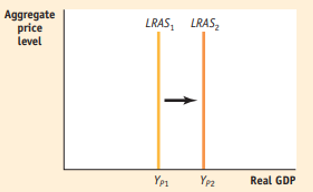 Aggregate
price
level
LRAS₁ LRAS₂
Yₚ₁ Yₚ₂ Real GDP